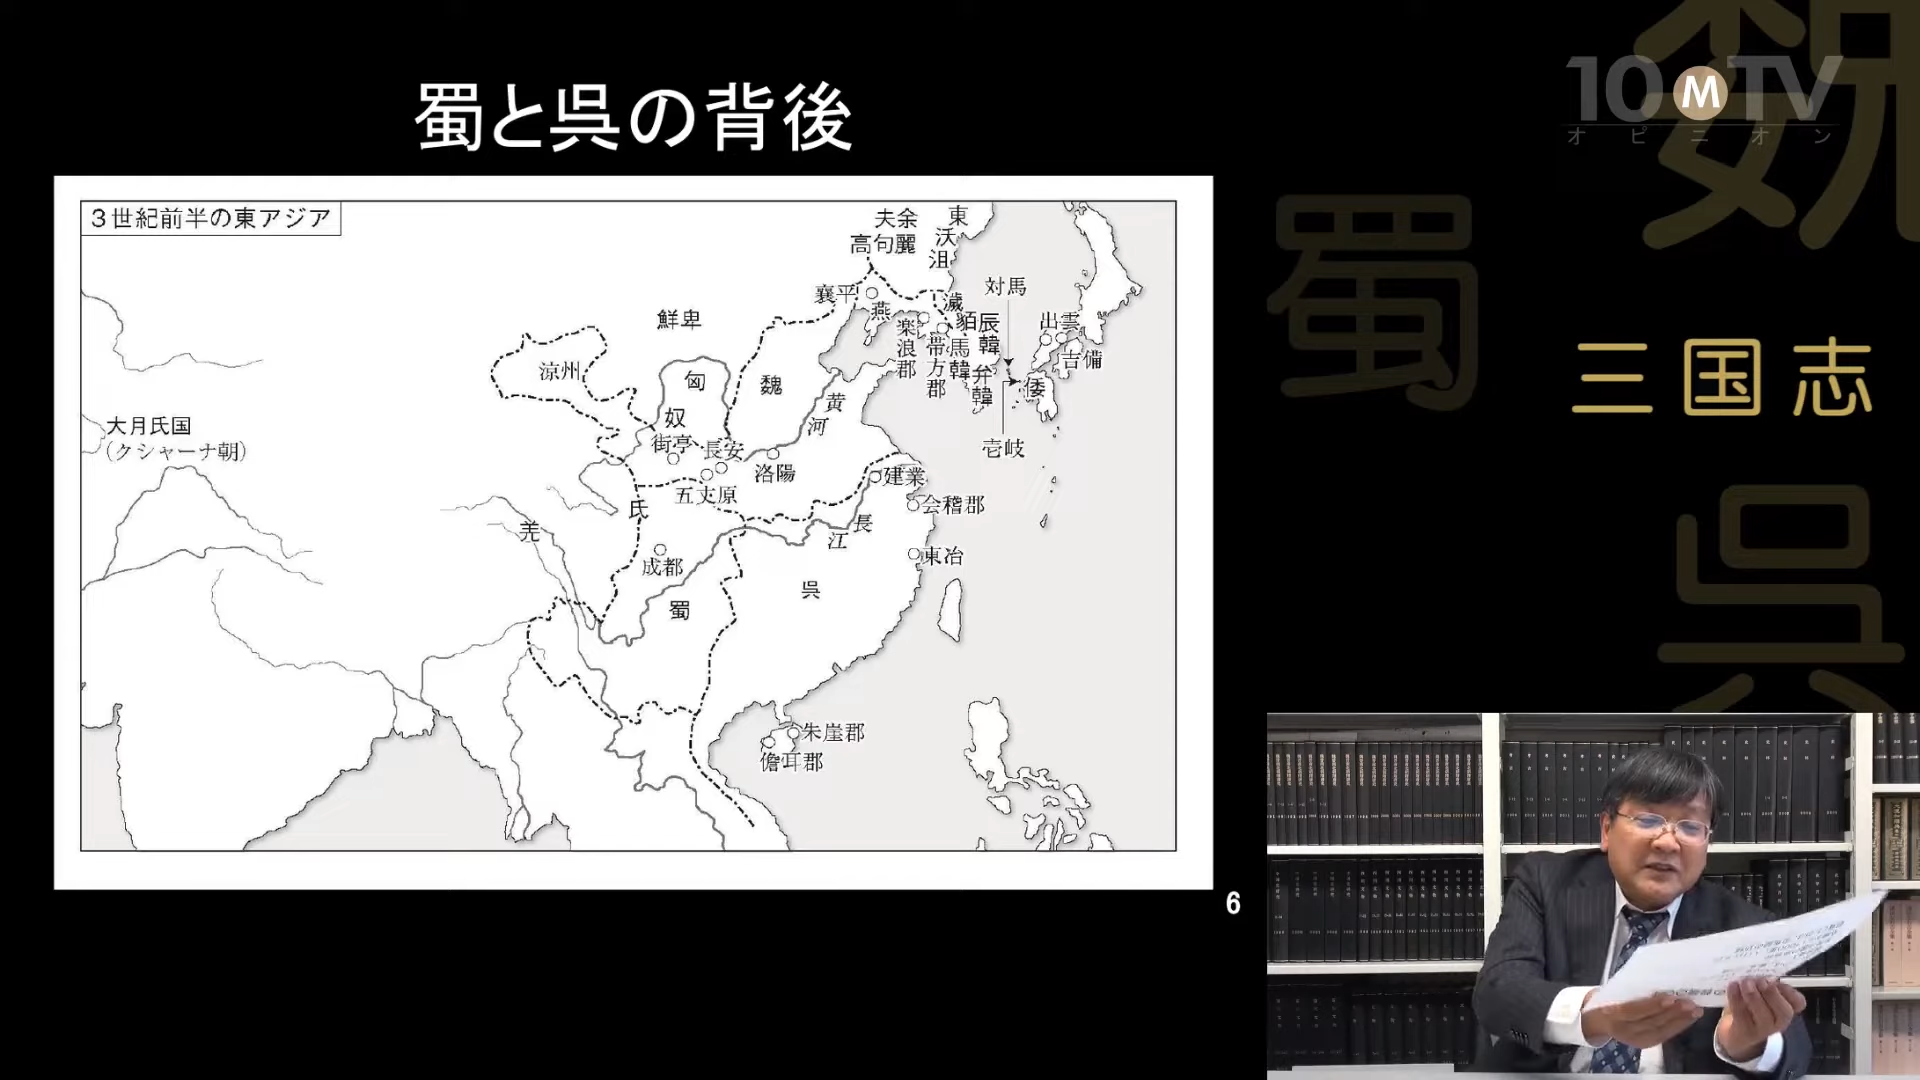 蜀と呉の背後
10MTV
オピニオン
魏
蜀
三国志
呉
3世紀前半の東アジア
夫余
高句麗
東沃沮
襄平
燕
濊貊
対馬
鮮卑
楽浪郡
帯方郡
馬韓
辰韓
弁韓
出雲
吉備
倭
壱岐
涼州
匈奴
魏
黄河
大月氏国
(クシャーナ朝)
街亭
長安
洛陽
五丈原
建業
会稽郡
氐
羌
長江
成都
東冶
蜀
呉
朱崖郡
儋耳郡
6